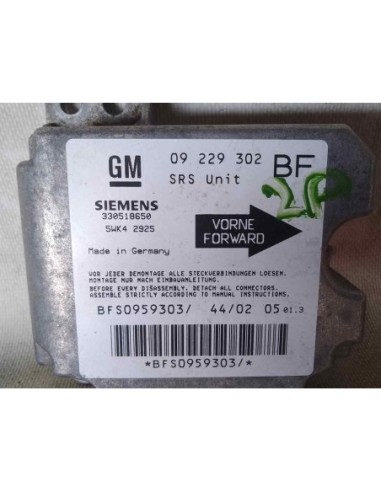 GM
09 229 302 BF
SRS Unit
SIEMENS
330518650
5WK4 2925
VORNE
FORWARD
Made in Germany
VOR JEDER DEMONTAGE ALLE STECKVERBINDUNGEN LOESEN.
MONTAGE NUR NACH EINBAUANLEITUNG.
BEFORE EVERY DISASSEMBLY, DETACH ALL CONNECTORS.
ASSEMBLE STRICTLY ACCORDING TO MANUAL INSTRUCTIONS.
BFS0959303/ 44/02 05 01.3
*BFS0959303/*